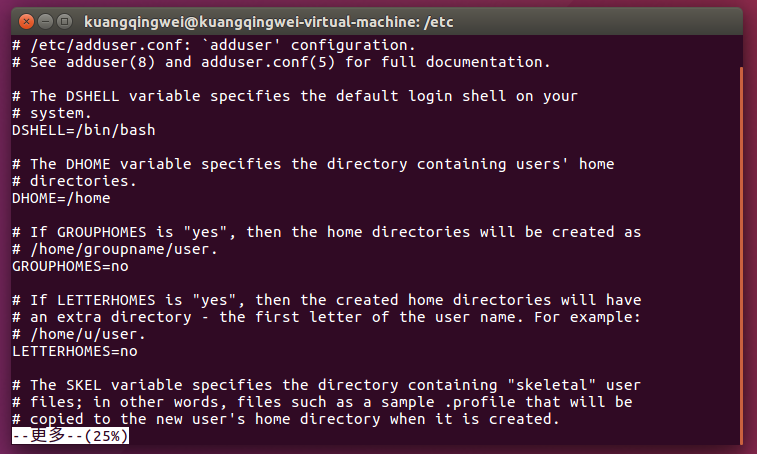 kuangqingwei@kuangqingwei-virtual-machine: /etc
# /etc/adduser.conf: `adduser' configuration.
# See adduser(8) and adduser.conf(5) for full documentation.
# The DSHELL variable specifies the default login shell on your
# system.
DSHELL=/bin/bash
# The DHOME variable specifies the directory containing users' home
# directories.
DHOME=/home
# If GROUPHOMES is "yes", then the home directories will be created as
# /home/groupname/user.
GROUPHOMES=no
# If LETTERHOMES is "yes", then the created home directories will have
# an extra directory - the first letter of the user name. For example:
# /home/u/user.
LETTERHOMES=no
# The SKEL variable specifies the directory containing "skeletal" user
# files; in other words, files such as a sample .profile that will be
# copied to the new user's home directory when it is created.
--更多--(25%)